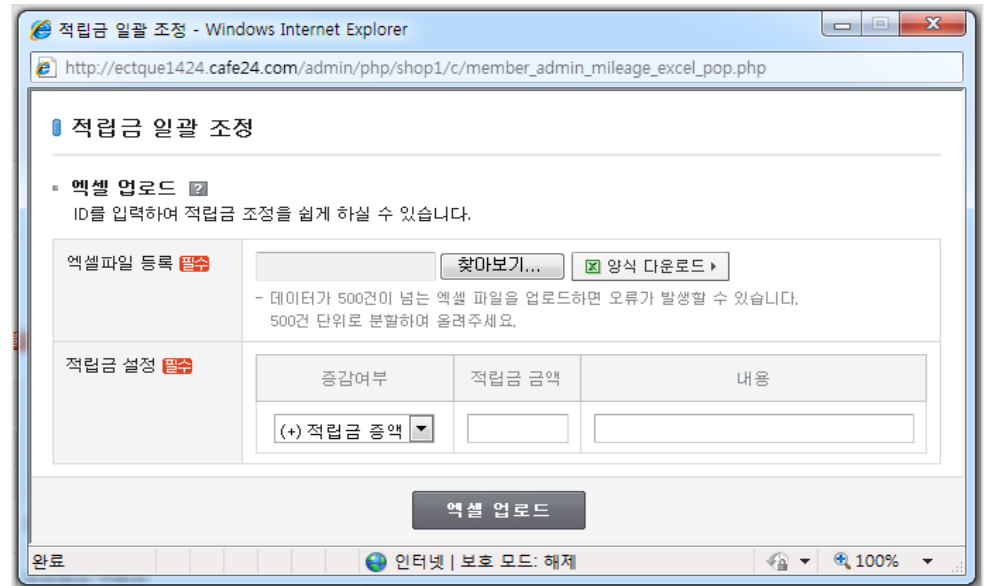 적립금 일괄 조정 - Windows Internet Explorer
http://ectque1424.cafe24.com/admin/php/shop1/c/member_admin_mileage_excel_pop.php
적립금 일괄 조정
엑셀 업로드 ?
ID를 입력하여 적립금 조정을 쉽게 하실 수 있습니다.
엑셀파일 등록 필수 찾아보기... 양식 다운로드
- 데이터가 500건이 넘는 엑셀 파일을 업로드하면 오류가 발생할 수 있습니다.
500건 단위로 분할하여 올려주세요.
적립금 설정 필수
증감여부 적립금 금액 내용
(+) 적립금 증액
엑셀 업로드
완료 인터넷 | 보호 모드: 해제 100%